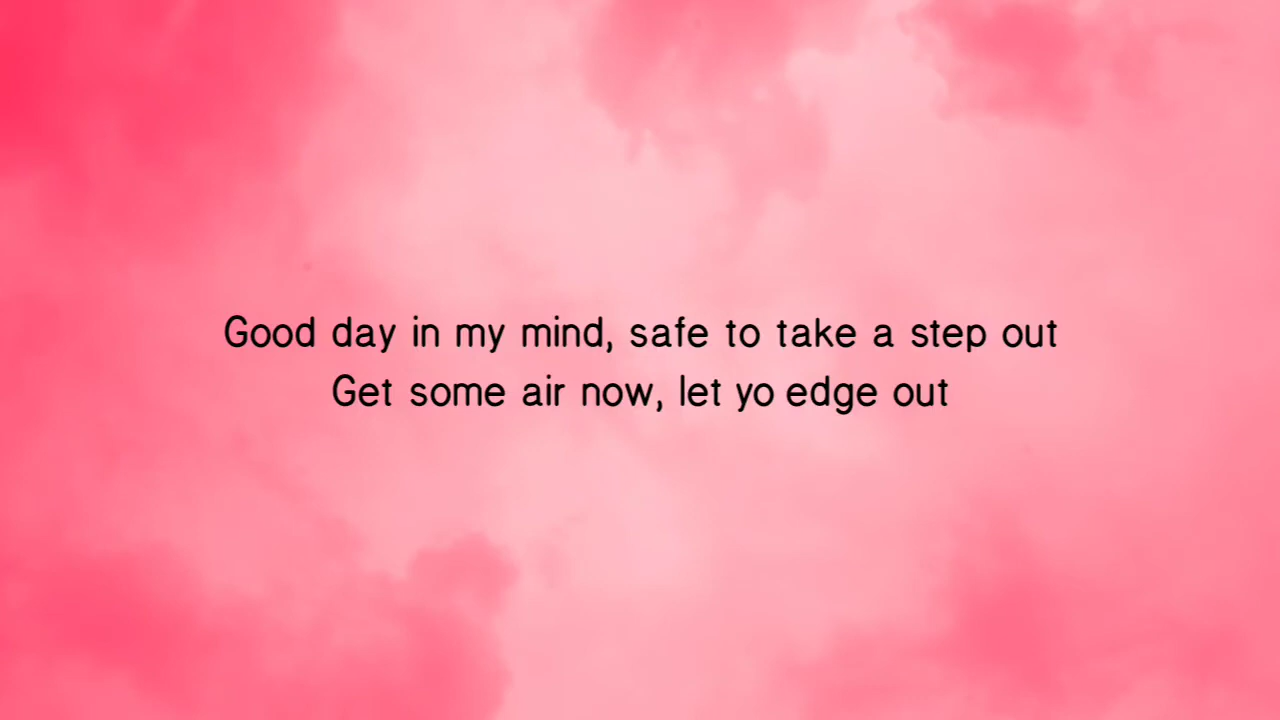 Good day in my mind, safe to take a step out
Get some air now, let yo edge out